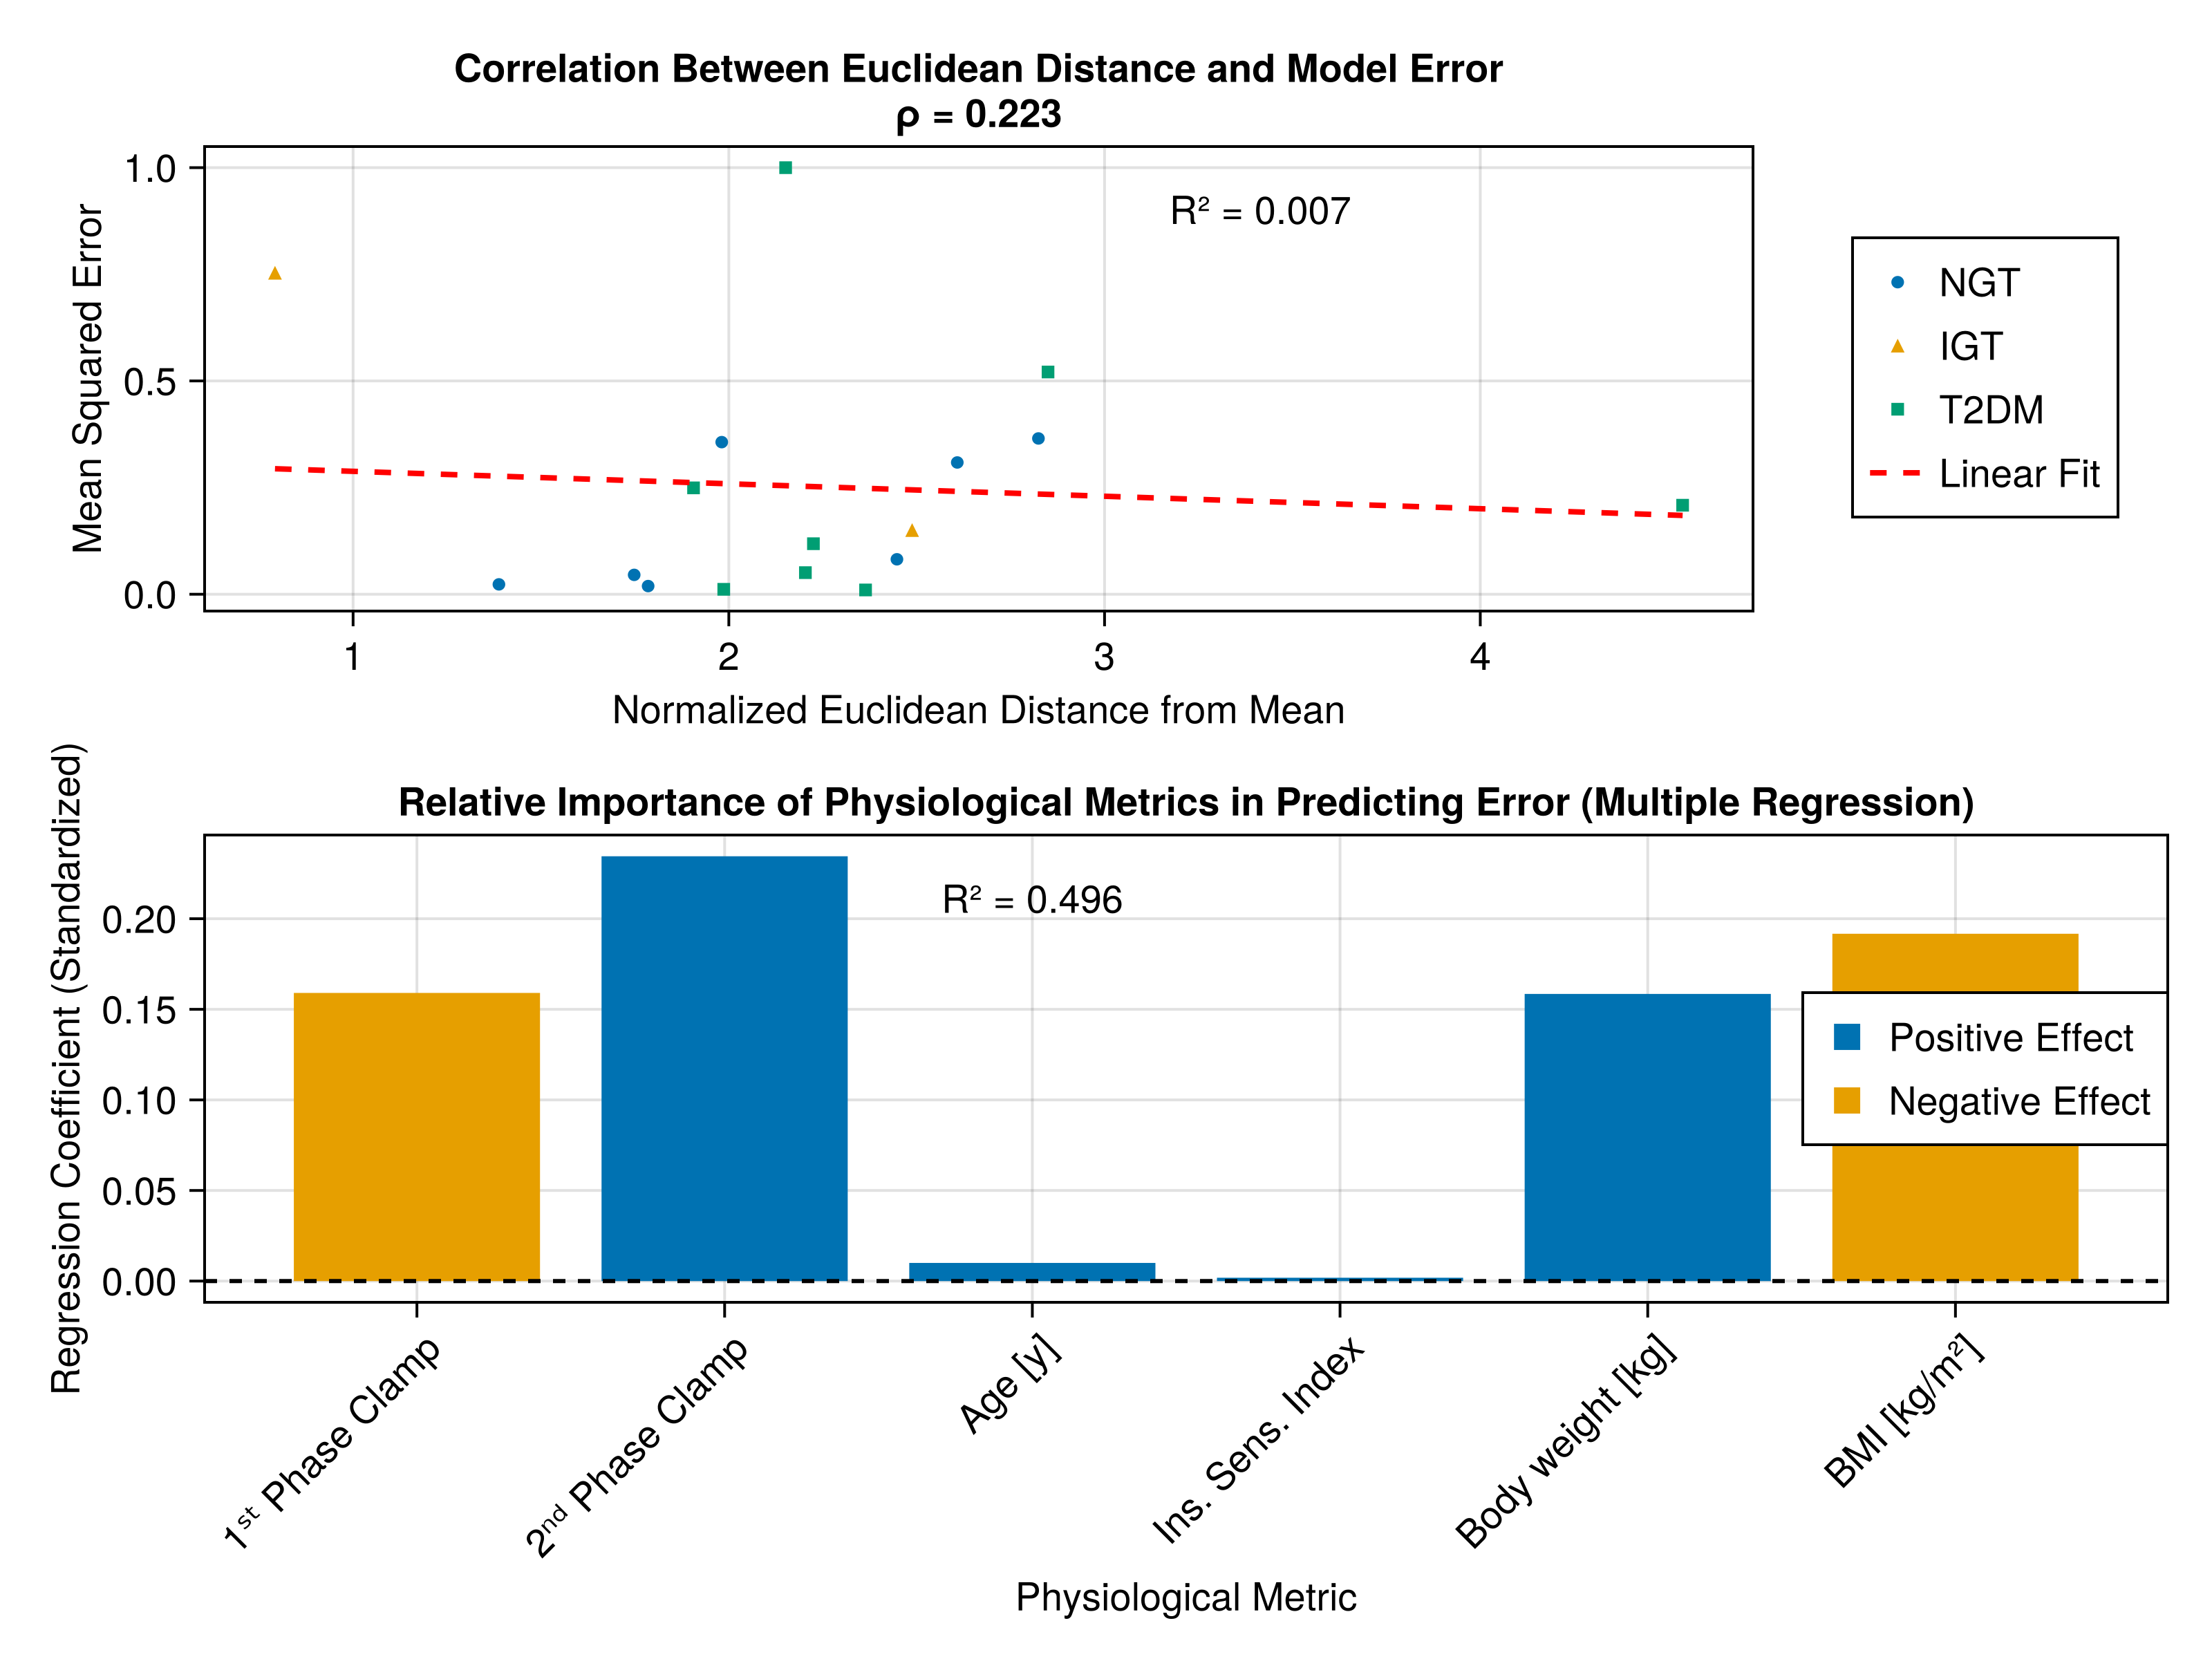 Correlation Between Euclidean Distance and Model Error
ρ = 0.223
Mean Squared Error
1.0
0.5
0.0
R² = 0.007
1
2
3
4
Normalized Euclidean Distance from Mean
NGT
IGT
T2DM
Linear Fit
Relative Importance of Physiological Metrics in Predicting Error (Multiple Regression)
Regression Coefficient (Standardized)
0.20
0.15
0.10
0.05
0.00
R² = 0.496
Positive Effect
Negative Effect
1ˢᵗ Phase Clamp
2ⁿᵈ Phase Clamp
Age [y]
Ins. Sens. Index
Body weight [kg]
BMI [kg/m²]
Physiological Metric